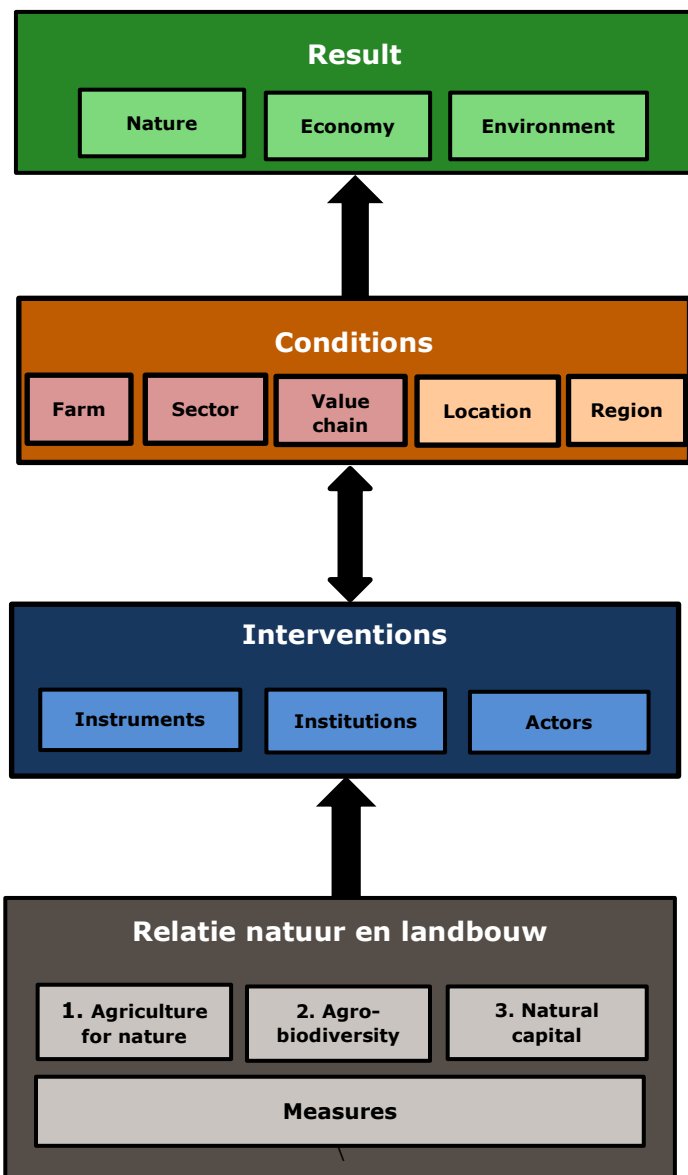 Result
Nature
Economy
Environment
Conditions
Farm
Sector
Value
chain
Location
Region
Interventions
Instruments
Institutions
Actors
Relatie natuur en landbouw
1. Agriculture
for nature
2. Agro-
biodiversity
3. Natural
capital
Measures
\